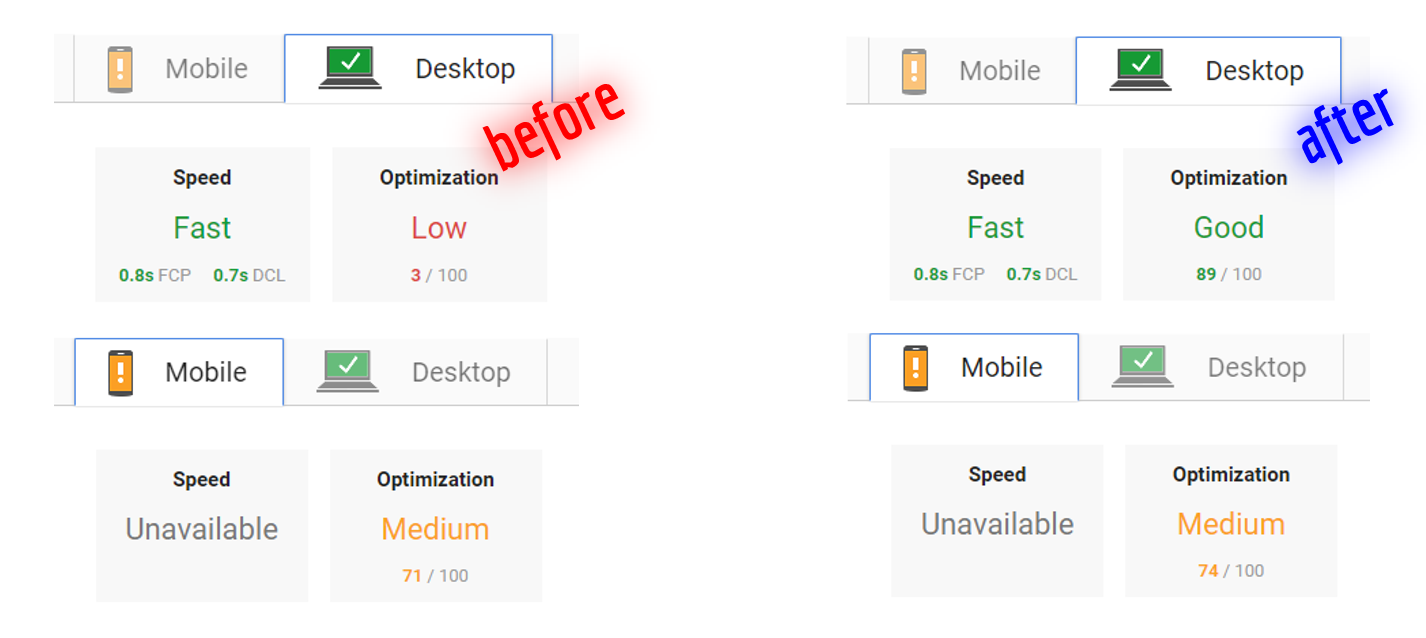 Mobile
Desktop
before
Speed
Optimization
Fast
Low
0.8s FCP 0.7s DCL
3 / 100
Mobile
Desktop
Speed
Optimization
Unavailable
Medium
71 / 100
Mobile
Desktop
after
Speed
Optimization
Fast
Good
0.8s FCP 0.7s DCL
89 / 100
Mobile
Desktop
Speed
Optimization
Unavailable
Medium
74 / 100